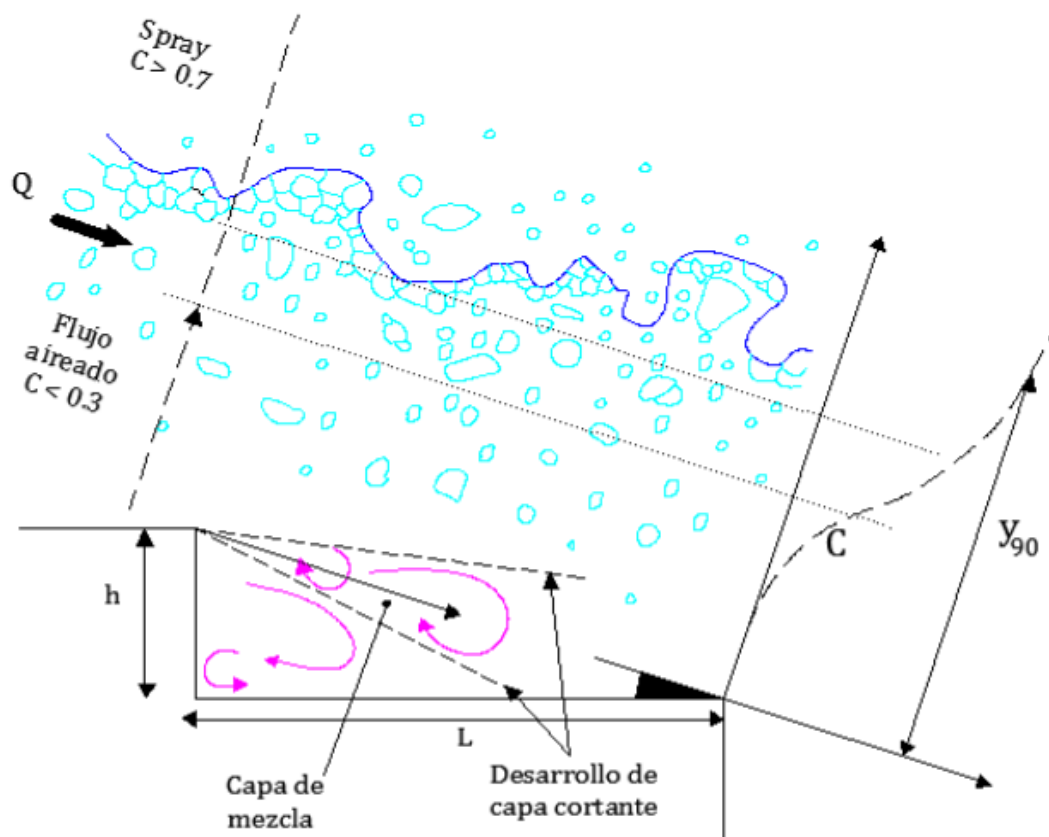 Spray
C > 0.7
Q
Flujo
aireado
C < 0.3
C
y90
h
L
Capa de
mezcla
Desarrollo de
capa cortante